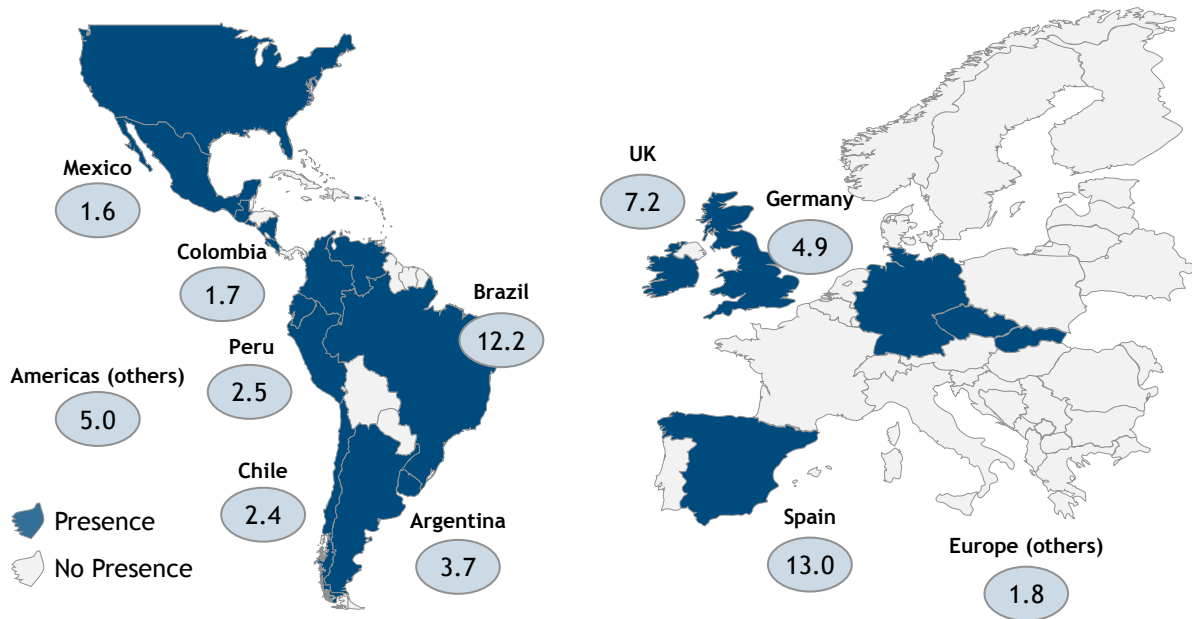 Mexico
1.6
Colombia
1.7
Brazil
12.2
Peru
2.5
Americas (others)
5.0
Chile
2.4
Argentina
3.7
Presence
No Presence
UK
7.2
Germany
4.9
Spain
13.0
Europe (others)
1.8